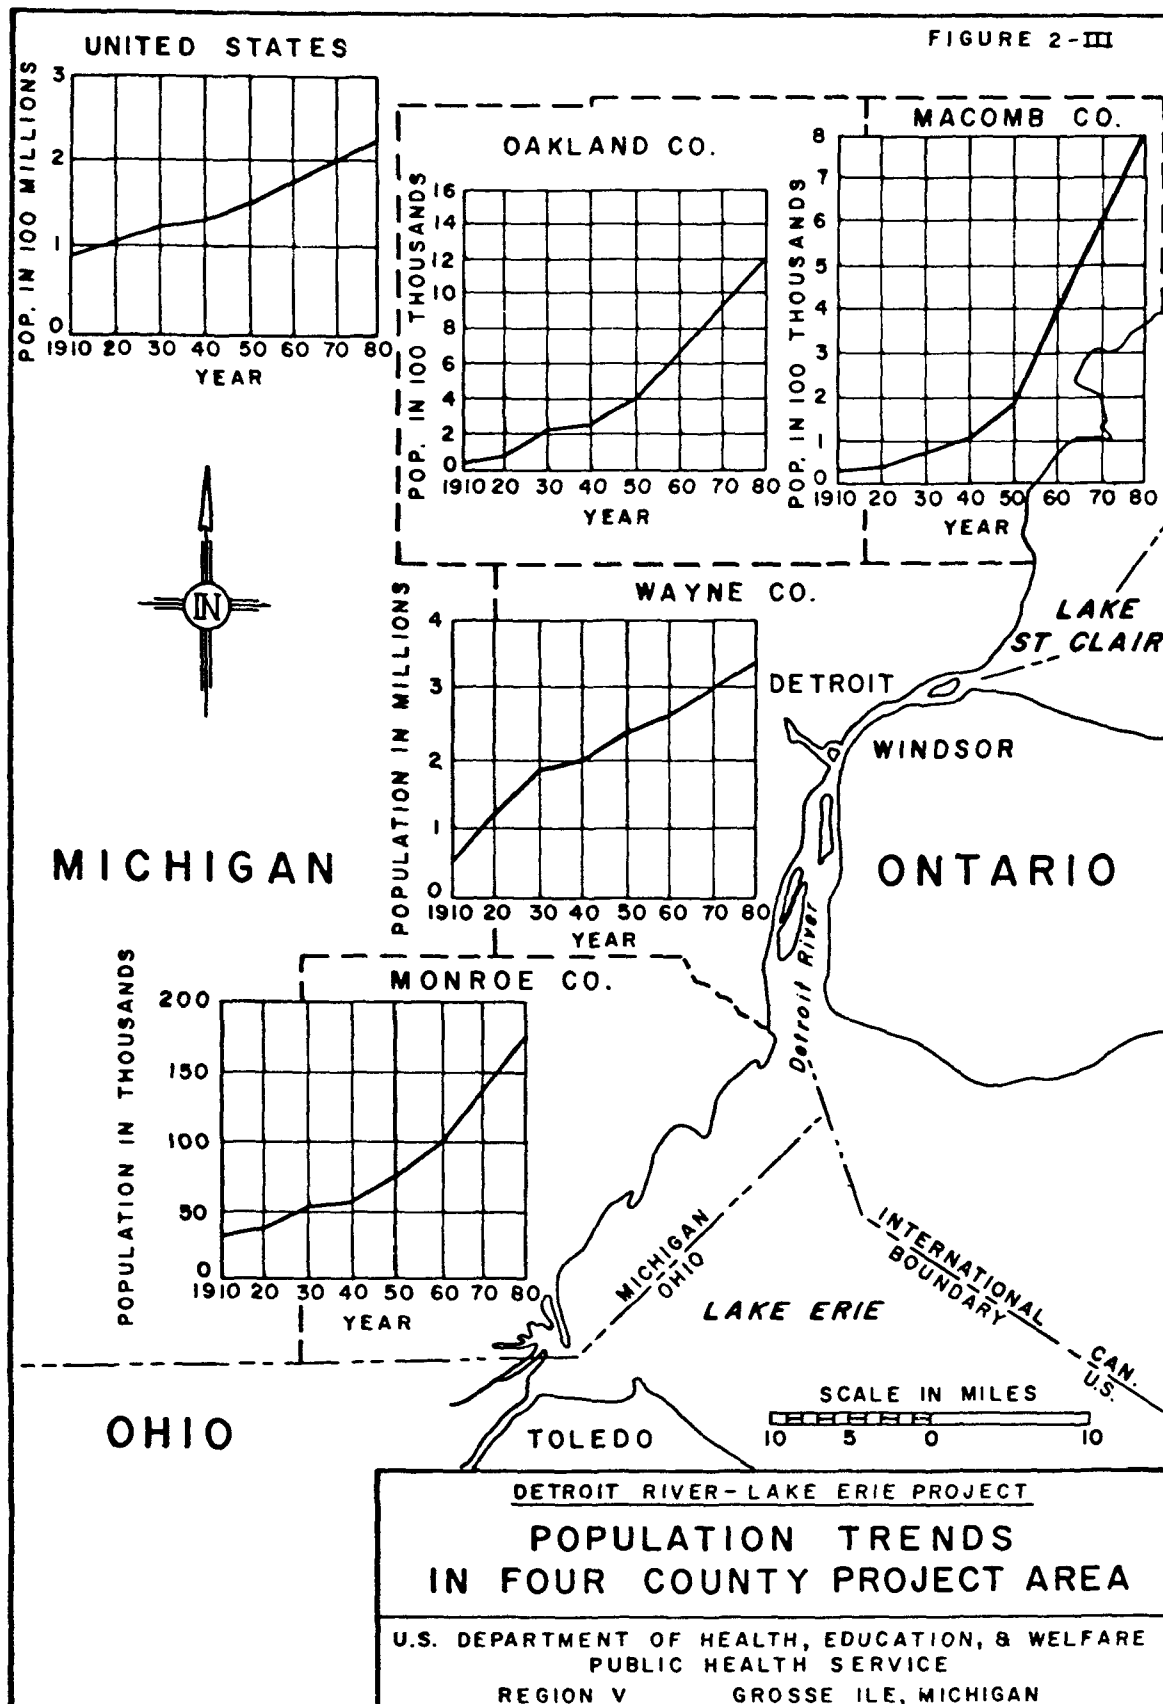 FIGURE 2-III
UNITED STATES
POP. IN 100 MILLIONS
3
2
1
0
1910 20 30 40 50 60 70 80
YEAR
OAKLAND CO.
POP. IN 100 THOUSANDS
16
14
12
10
8
6
4
2
0
1910 20 30 40 50 60 70 80
YEAR
MACOMB CO.
POP. IN 100 THOUSANDS
8
7
6
5
4
3
2
1
0
1910 20 30 40 50 60 70 80
YEAR
N
WAYNE CO.
POPULATION IN MILLIONS
4
3
2
1
0
1910 20 30 40 50 60 70 80
YEAR
LAKE
ST CLAIR
DETROIT
WINDSOR
MICHIGAN
ONTARIO
Detroit River
MONROE CO.
POPULATION IN THOUSANDS
200
150
100
50
0
1910 20 30 40 50 60 70 80
YEAR
MICHIGAN
OHIO
INTERNATIONAL
BOUNDARY
LAKE ERIE
CAN.
U.S.
OHIO
TOLEDO
SCALE IN MILES
10 5 0 10
DETROIT RIVER-LAKE ERIE PROJECT
POPULATION TRENDS
IN FOUR COUNTY PROJECT AREA
U.S. DEPARTMENT OF HEALTH, EDUCATION, & WELFARE
PUBLIC HEALTH SERVICE
REGION V GROSSE ILE, MICHIGAN